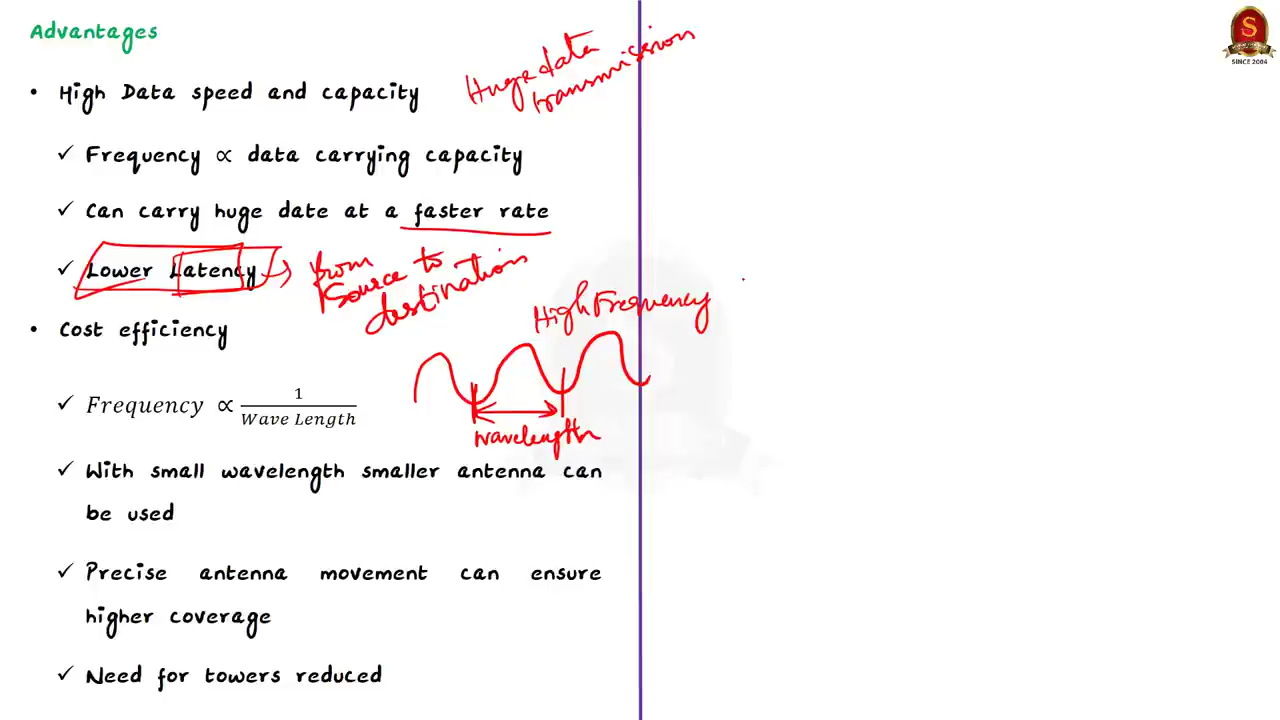 Advantages
• High Data speed and capacity
Huge data
transmission
✓ Frequency ∝ data carrying capacity
✓ Can carry huge date at a faster rate
✓ Lower Latency
from
source to
destinations
• Cost efficiency
High Frequency
✓ Frequency ∝ 1
Wave Length
wavelength
✓ With small wavelength smaller antenna can
be used
✓ Precise antenna movement can ensure
higher coverage
✓ Need for towers reduced
S
SINCE 2004